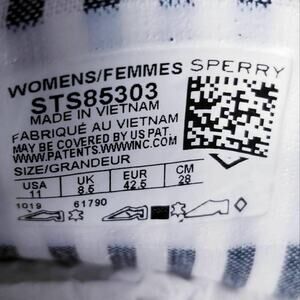 WOMENS/FEMMES SPERRY
STS85303
MADE IN VIETNAM
FABRIQUÉ AU VIETNAM
MAY BE COVERED BY US PAT.
WWW.PATENTS.WWWINC.COM
SIZE/GRANDEUR
USA UK EUR CM
11 8.5 42.5 28
1019 61790